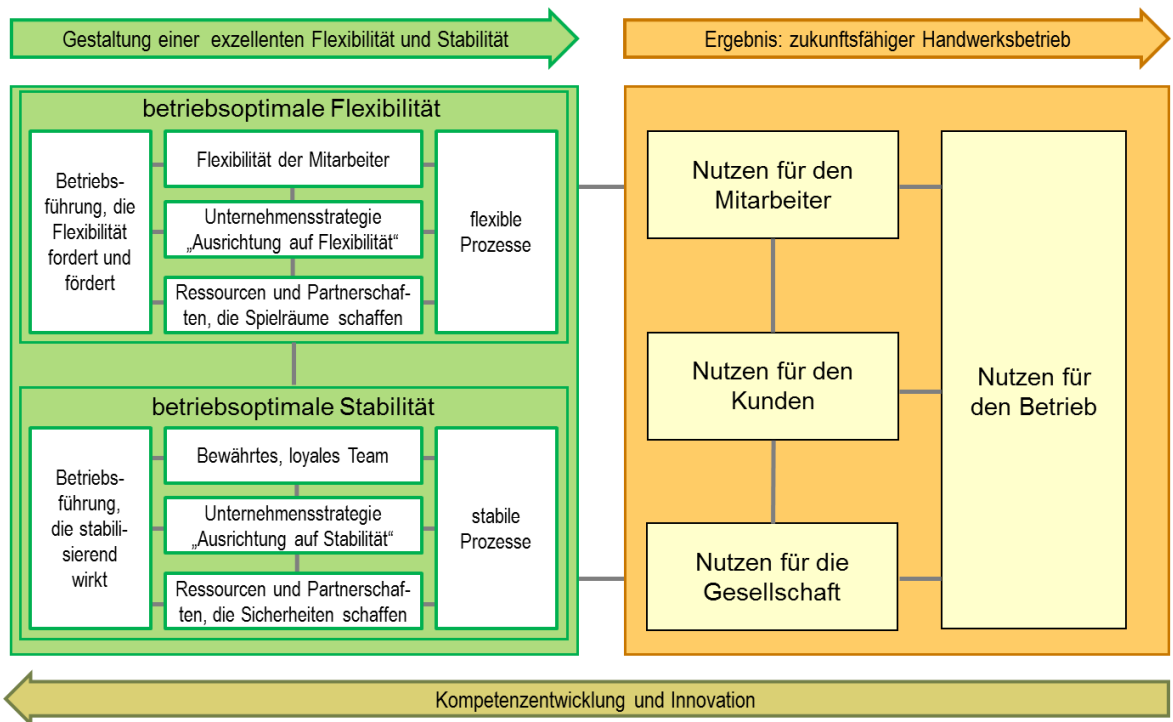 Gestaltung einer exzellenten Flexibilität und Stabilität
Ergebnis: zukunftsfähiger Handwerksbetrieb
betriebsoptimale Flexibilität
Betriebs-
führung, die
Flexibilität
fordert und
fördert
Flexibilität der Mitarbeiter
Unternehmensstrategie
„Ausrichtung auf Flexibilität“
Ressourcen und Partnerschaf-
ten, die Spielräume schaffen
flexible
Prozesse
betriebsoptimale Stabilität
Betriebs-
führung,
die stabili-
sierend
wirkt
Bewährtes, loyales Team
Unternehmensstrategie
„Ausrichtung auf Stabilität“
Ressourcen und Partnerschaf-
ten, die Sicherheiten schaffen
stabile
Prozesse
Nutzen für den
Mitarbeiter
Nutzen für den
Kunden
Nutzen für die
Gesellschaft
Nutzen für
den Betrieb
Kompetenzentwicklung und Innovation